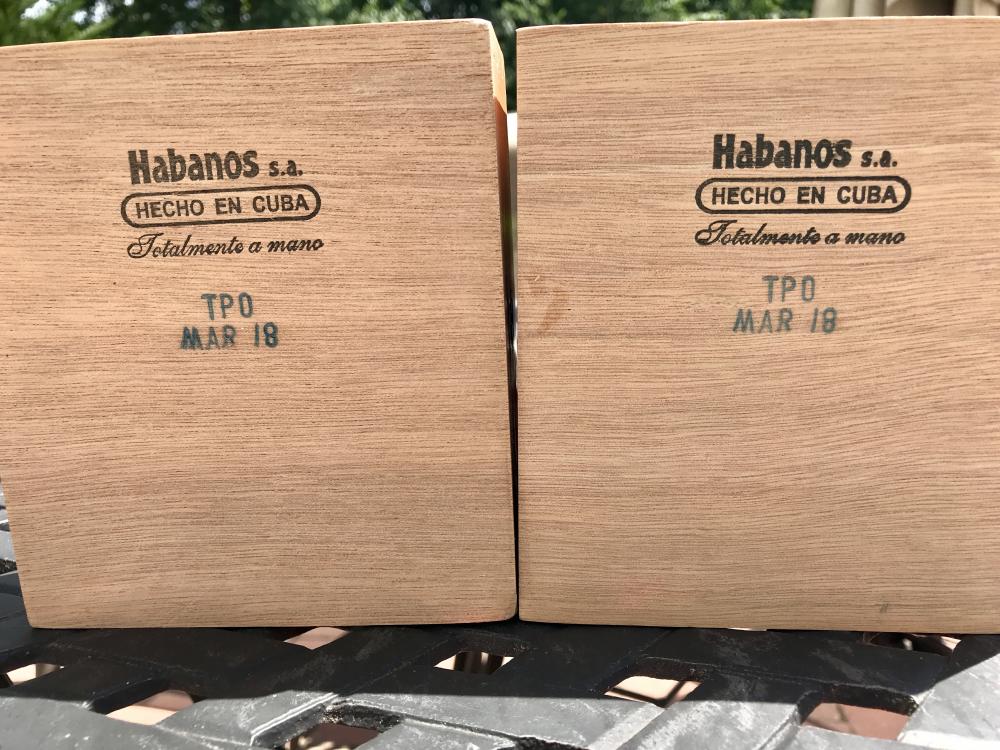 Habanos s.a.
HECHO EN CUBA
Totalmente a mano
TPO
MAR 18
Habanos s.a.
HECHO EN CUBA
Totalmente a mano
TPO
MAR 18